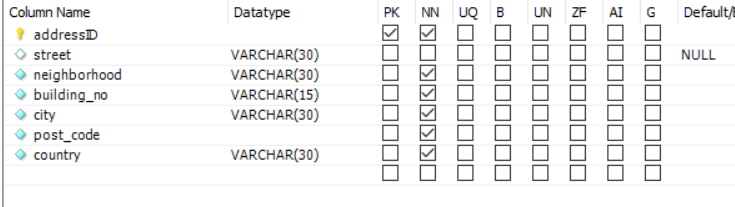 Column Name Datatype PK NN UQ B UN ZF AI G Default/E
addressID
street VARCHAR(30) NULL
neighborhood VARCHAR(30)
building_no VARCHAR(15)
city VARCHAR(30)
post_code
country VARCHAR(30)